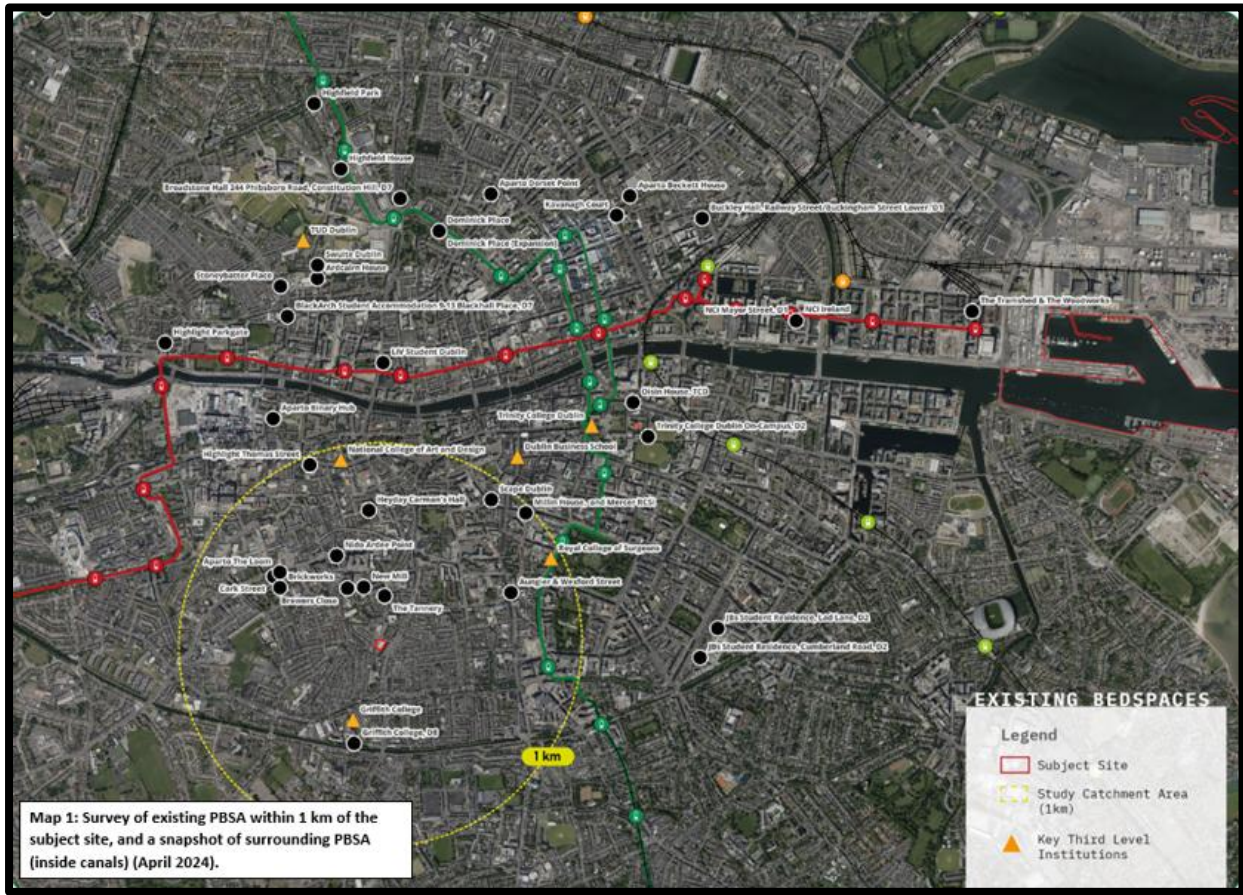 Highfield Park
Highfield House
Broadstone Hall 244 Phibsboro Road, Constitution Hill, D7
Aparto Dorset Point
Aparto Beckett House
Kavanagh Court
Buckley Hall, Railway Street/Buckingham Street Lower, D1
TUD Dublin
Dominick Place
Dominick Place (Expansion)
Swuite Dublin
Ardcairn House
Stoneybatter Place
BlackArch Student Accommodation 9-13 Blackhall Place, D7
The Tramshed & The Woodworks
NCI Mayor Street, D1
NCI Ireland
Highlight Parkgate
LIV Student Dublin
Oisín House, TCD
Aparto Binary Hub
Trinity College Dublin
Trinity College Dublin On-Campus, D2
National College of Art and Design
Dublin Business School
Highlight Thomas Street
Scape Dublin
Heyday Carman's Hall
Millin House, and Mercer RCSI
Nido Ardee Point
Royal College of Surgeons
Aparto The Loom
Brickworks
Cark Street
Brewers Close
New Mill
The Tannery
Aungier & Wexford Street
JBs Student Residence, Lad Lane, D2
JBs Student Residence, Cumberland Road, D2
Griffith College
Griffith College, D8
1 km
EXISTING BEDSPACES
Legend
Subject Site
Study Catchment Area
(1km)
Key Third Level
Institutions
Map 1: Survey of existing PBSA within 1 km of the
subject site, and a snapshot of surrounding PBSA
(inside canals) (April 2024).